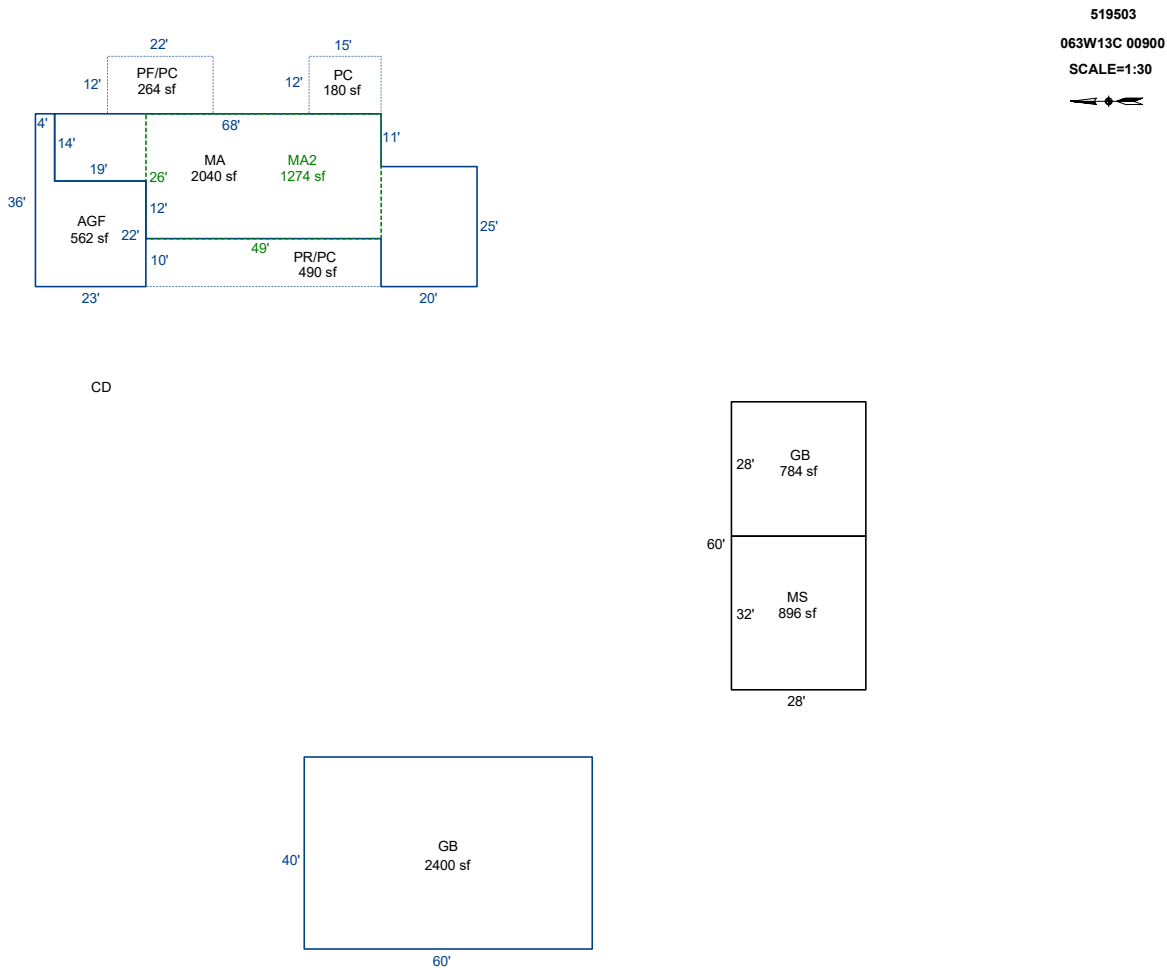 519503
063W13C 00900
SCALE=1:30
22'
15'
12'
PF/PC
264 sf
12'
PC
180 sf
4'
68'
14'
11'
19'
26'
MA
2040 sf
MA2
1274 sf
36'
12'
AGF
562 sf
22'
25'
49'
10'
PR/PC
490 sf
23'
20'
CD
28'
GB
784 sf
60'
32'
MS
896 sf
28'
40'
GB
2400 sf
60'